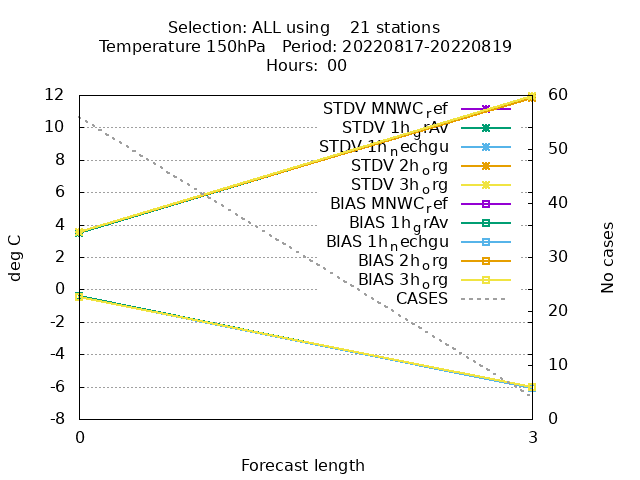 Selection: ALL using    21 stations
Temperature 150hPa   Period: 20220817-20220819
Hours:  00
12
10
8
6
4
2
0
-2
-4
-6
-8
60
50
40
30
20
10
0
deg C
No cases
STDV MNWC_ref
STDV 1h_grAv
STDV 1h_nechgu
STDV 2h_org
STDV 3h_org
BIAS MNWC_ref
BIAS 1h_grAv
BIAS 1h_nechgu
BIAS 2h_org
BIAS 3h_org
CASES
0
3
Forecast length